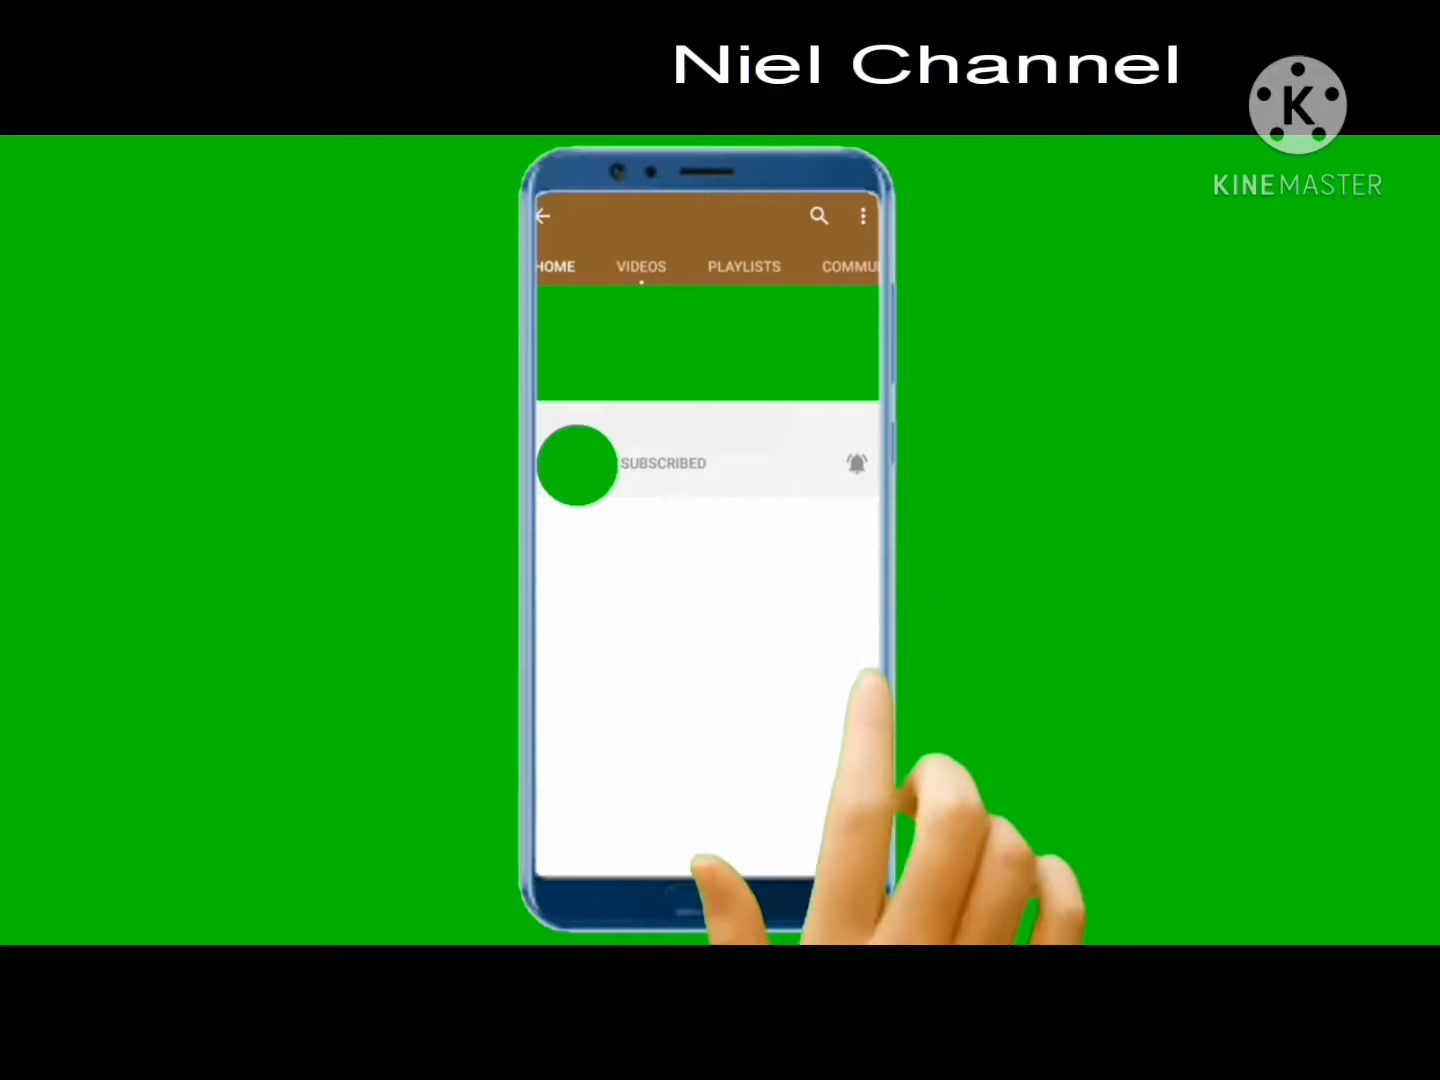 Niel Channel
K
KINEMASTER
HOME VIDEOS PLAYLISTS COMMU
SUBSCRIBED